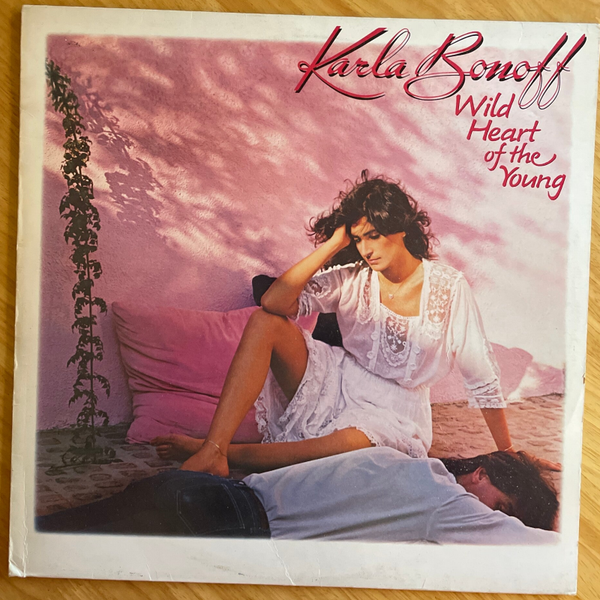 Karla Bonoff
Wild
Heart
of the
Young